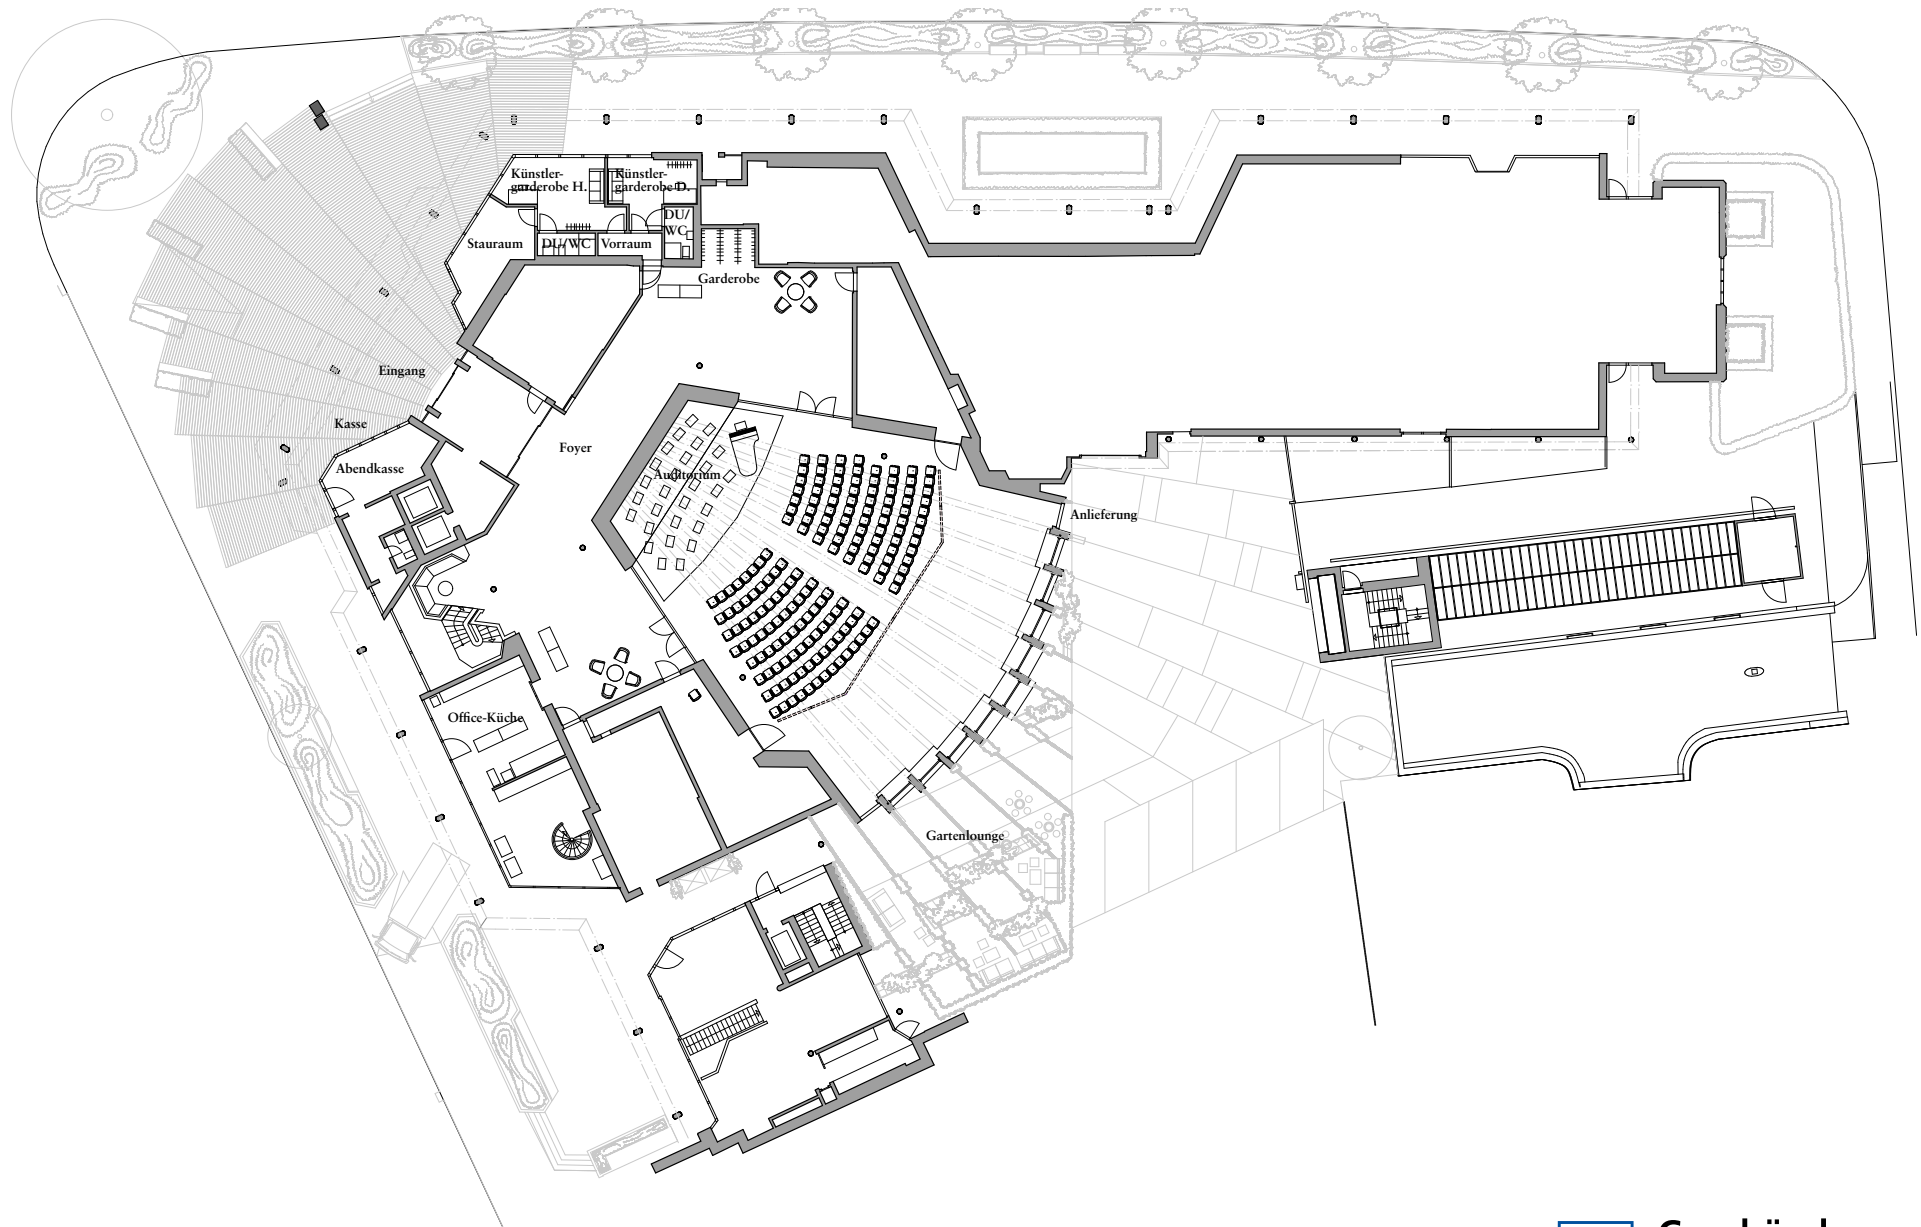 Künstler-
garderobe H.
Künstler-
garderobe D.
DU/
WC
Stauraum
DU/WC
Vorraum
Garderobe
Eingang
Kasse
Foyer
Abendkasse
Auditorium
Anlieferung
Office-Küche
Gartenlounge